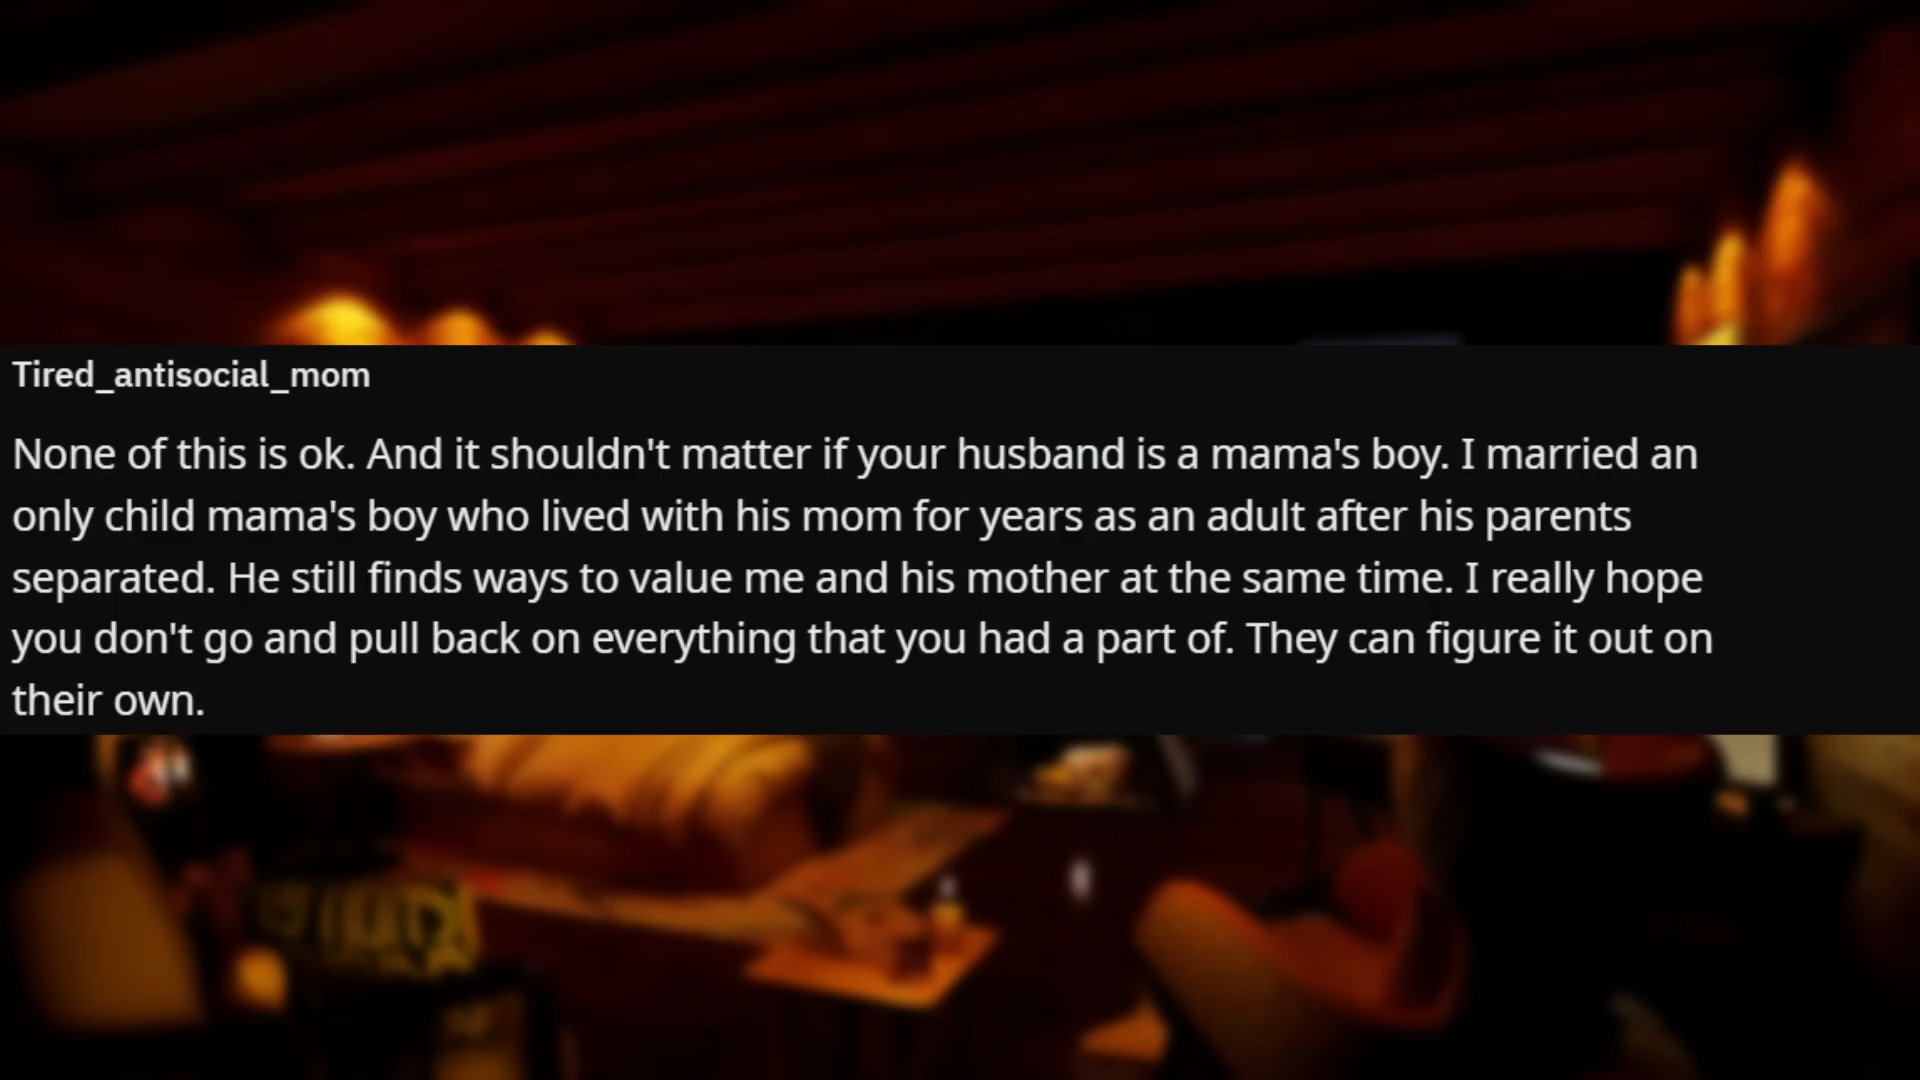 Tired_antisocial_mom
None of this is ok. And it shouldn't matter if your husband is a mama's boy. I married an
only child mama's boy who lived with his mom for years as an adult after his parents
separated. He still finds ways to value me and his mother at the same time. I really hope
you don't go and pull back on everything that you had a part of. They can figure it out on
their own.